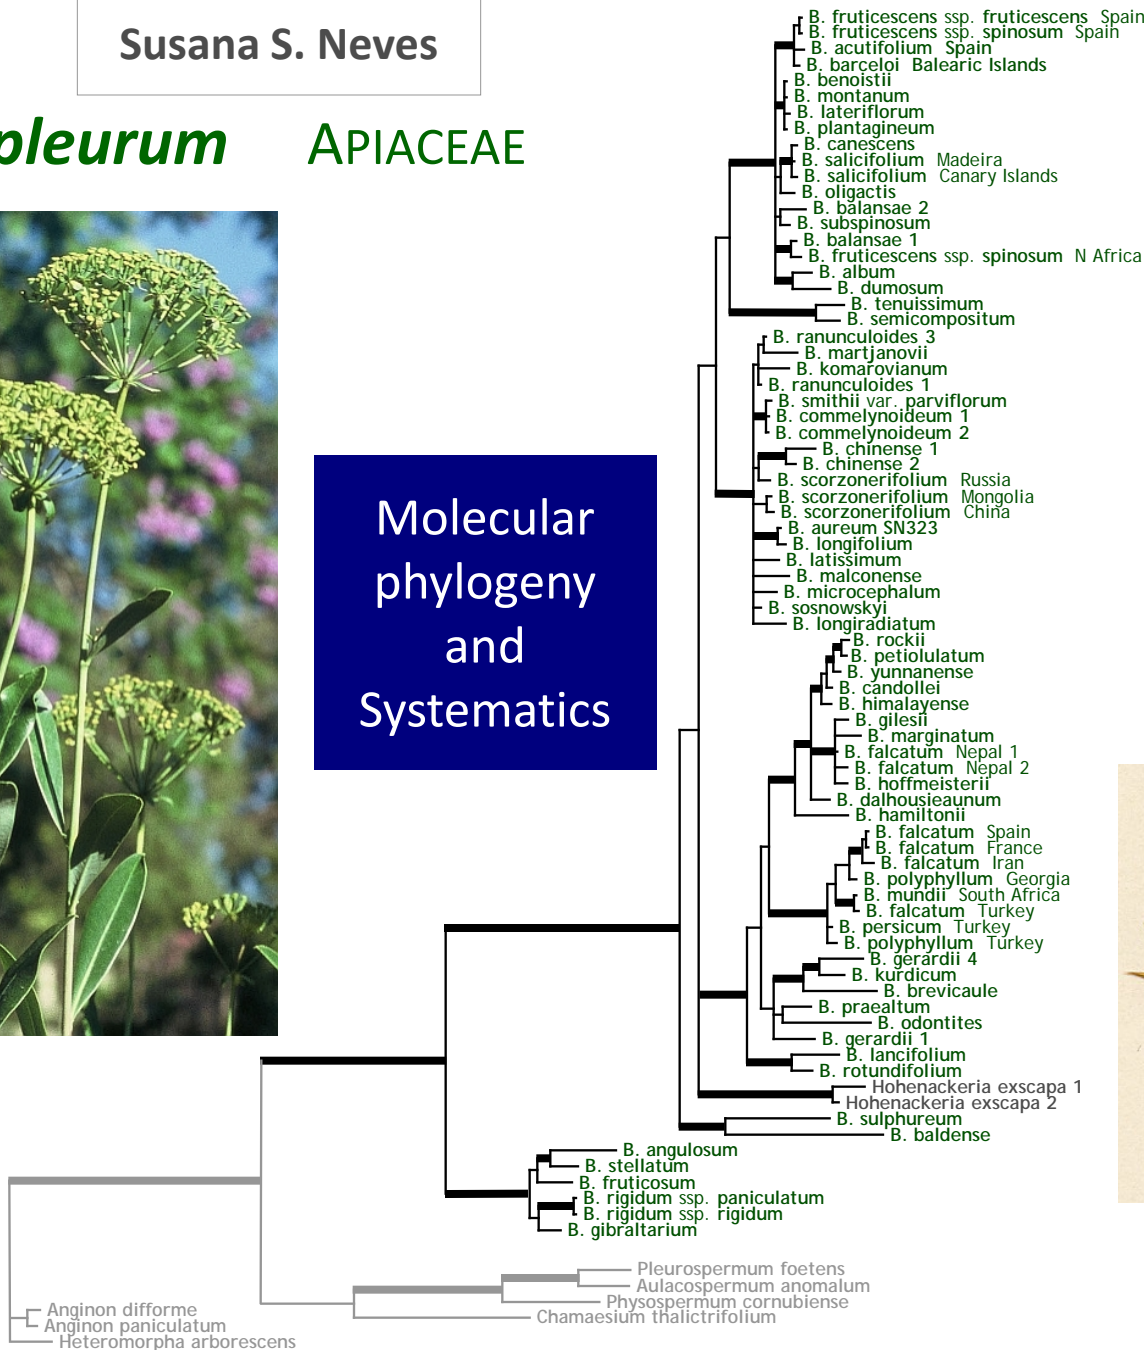 Susana S. Neves
pleurum APIACEAE
Molecular
phylogeny
and
Systematics
B. fruticescens ssp. fruticescens Spain
B. fruticescens ssp. spinosum Spain
B. acutifolium Spain
B. barceloi Balearic Islands
B. benoistii
B. montanum
B. lateriflorum
B. plantagineum
B. canescens
B. salicifolium Madeira
B. salicifolium Canary Islands
B. oligactis
B. balansae 2
B. subspinosum
B. balansae 1
B. fruticescens ssp. spinosum N Africa
B. album
B. dumosum
B. tenuissimum
B. semicompositum
B. ranunculoides 3
B. martjanovii
B. komarovianum
B. ranunculoides 1
B. smithii var. parviflorum
B. commelynoideum 1
B. commelynoideum 2
B. chinense 1
B. chinense 2
B. scorzonerifolium Russia
B. scorzonerifolium Mongolia
B. scorzonerifolium China
B. aureum SN323
B. longifolium
B. latissimum
B. malconense
B. microcephalum
B. sosnowskyi
B. longiradiatum
B. rockii
B. petiolulatum
B. yunnanense
B. candollei
B. himalayense
B. gilesii
B. marginatum
B. falcatum Nepal 1
B. falcatum Nepal 2
B. hoffmeisterii
B. dalhousieaunum
B. hamiltonii
B. falcatum Spain
B. falcatum France
B. falcatum Iran
B. polyphyllum Georgia
B. mundii South Africa
B. falcatum Turkey
B. persicum Turkey
B. polyphyllum Turkey
B. gerardii 4
B. kurdicum
B. brevicaule
B. praealtum
B. odontites
B. gerardii 1
B. lancifolium
B. rotundifolium
Hohenackeria exscapa 1
Hohenackeria exscapa 2
B. sulphureum
B. baldense
B. angulosum
B. stellatum
B. fruticosum
B. rigidum ssp. paniculatum
B. rigidum ssp. rigidum
B. gibraltarium
Pleurospermum foetens
Aulacospermum anomalum
Physospermum cornubiense
Chamaesium thalictrifolium
Anginon difforme
Anginon paniculatum
Heteromorpha arborescens